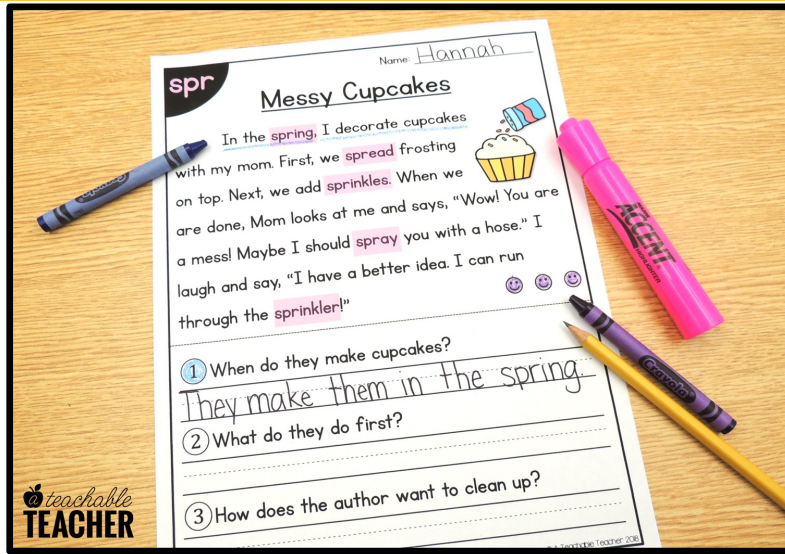 Name: Hannah
spr
Messy Cupcakes
In the spring, I decorate cupcakes
with my mom. First, we spread frosting
on top. Next, we add sprinkles. When we
are done, Mom looks at me and says, “Wow! You are
a mess! Maybe I should spray you with a hose.” I
laugh and say, “I have a better idea. I can run
through the sprinkler!”
1 When do they make cupcakes?
They make them in the spring.
2 What do they do first?
3 How does the author want to clean up?
A Teachable Teacher 2018
ACCENT
HIGHLIGHTER
Crayola
Crayola
a teachable
TEACHER